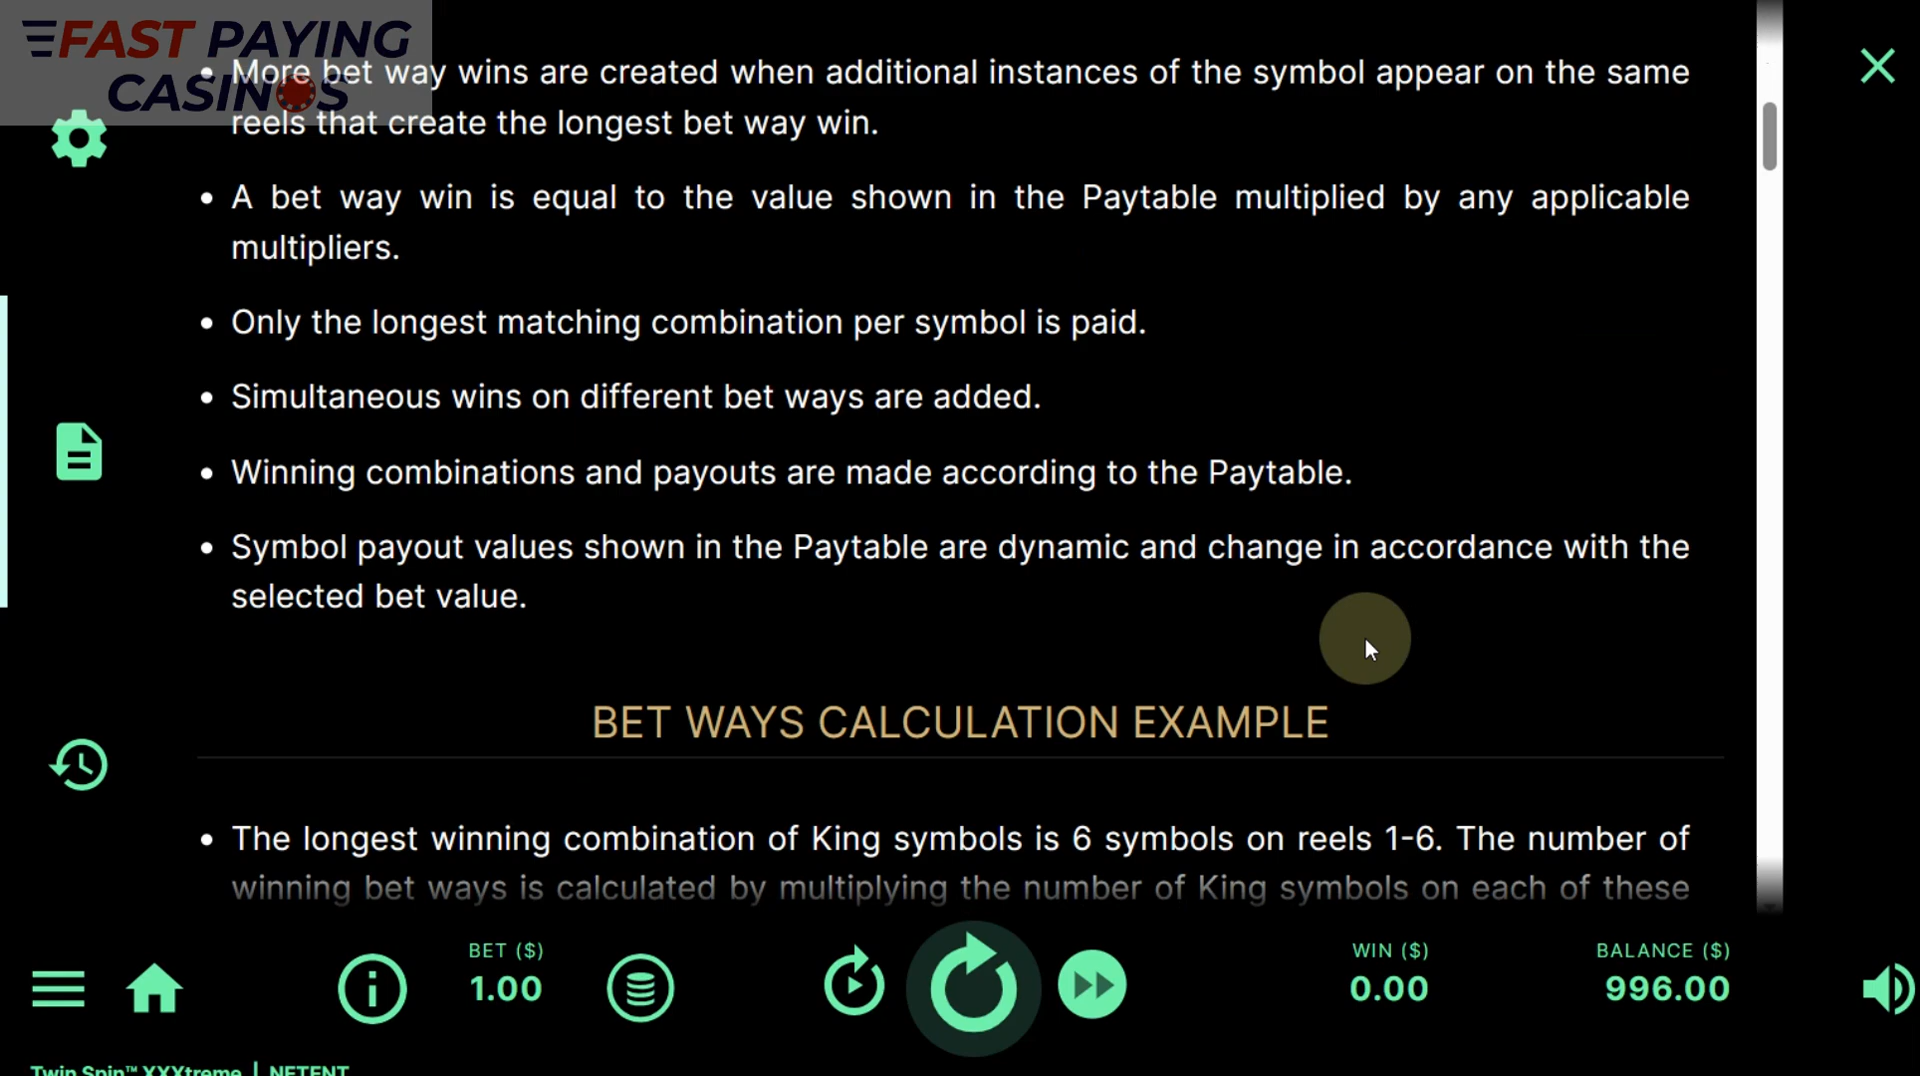 FAST PAYING
CASINOS
• More bet way wins are created when additional instances of the symbol appear on the same
reels that create the longest bet way win.
• A bet way win is equal to the value shown in the Paytable multiplied by any applicable
multipliers.
• Only the longest matching combination per symbol is paid.
• Simultaneous wins on different bet ways are added.
• Winning combinations and payouts are made according to the Paytable.
• Symbol payout values shown in the Paytable are dynamic and change in accordance with the
selected bet value.
BET WAYS CALCULATION EXAMPLE
• The longest winning combination of King symbols is 6 symbols on reels 1-6. The number of
winning bet ways is calculated by multiplying the number of King symbols on each of these
BET ($)
1.00
WIN ($)
0.00
BALANCE ($)
996.00
Twin Spin™ XXXtreme | NETENT